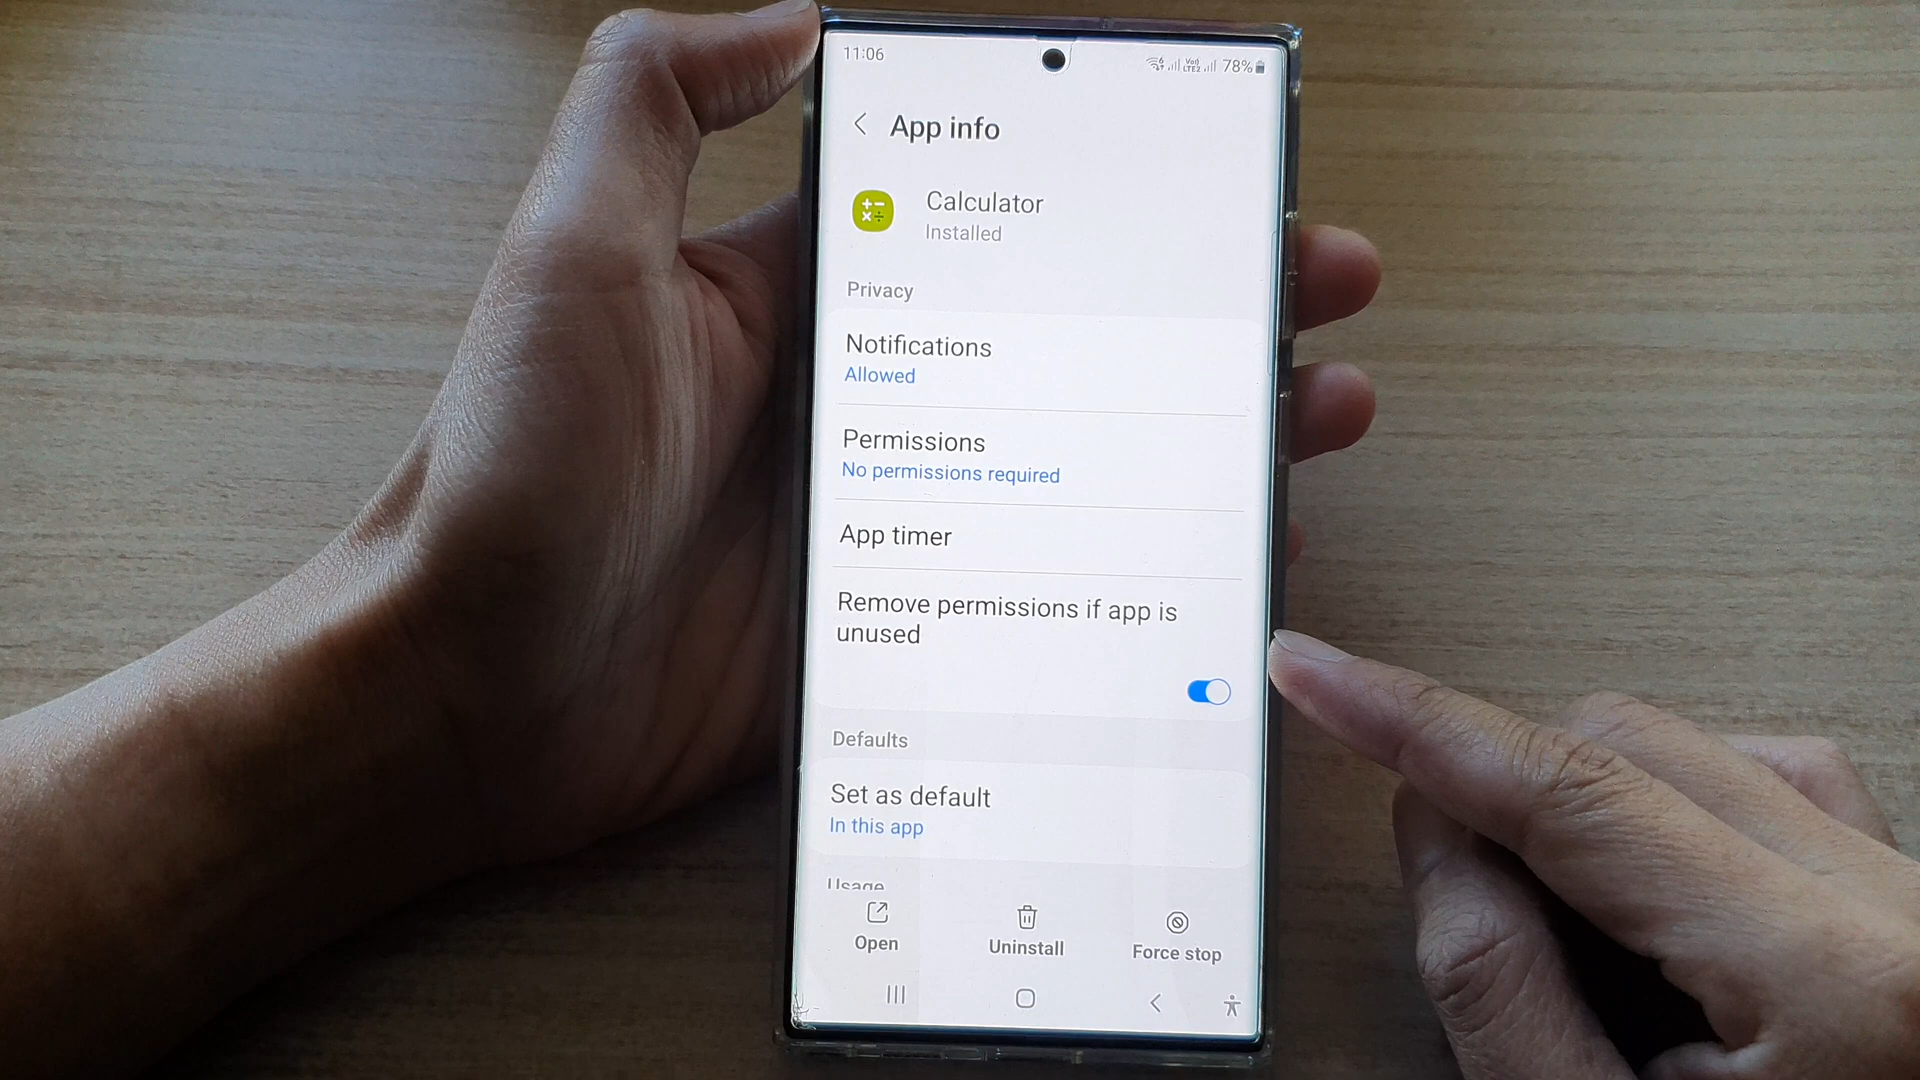 11:06
78%
App info
Calculator
Installed
Privacy
Notifications
Allowed
Permissions
No permissions required
App timer
Remove permissions if app is
unused
Defaults
Set as default
In this app
Usage
Open
Uninstall
Force stop